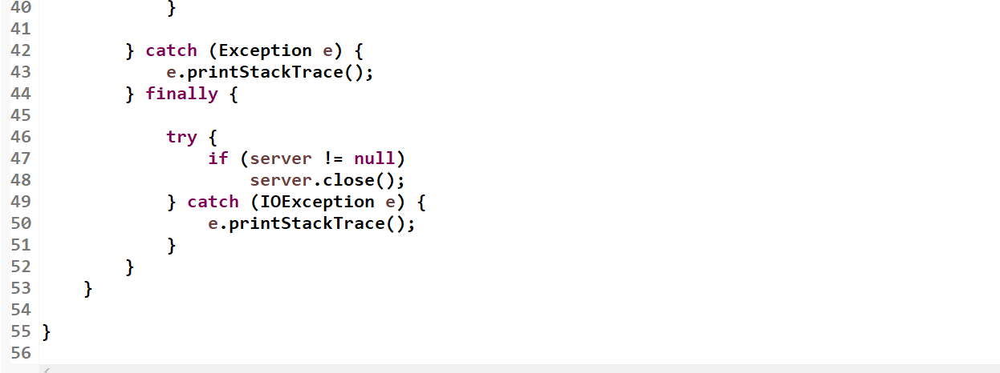 40            }
41
42        } catch (Exception e) {
43            e.printStackTrace();
44        } finally {
45
46            try {
47                if (server != null)
48                    server.close();
49            } catch (IOException e) {
50                e.printStackTrace();
51            }
52        }
53    }
54
55 }
56